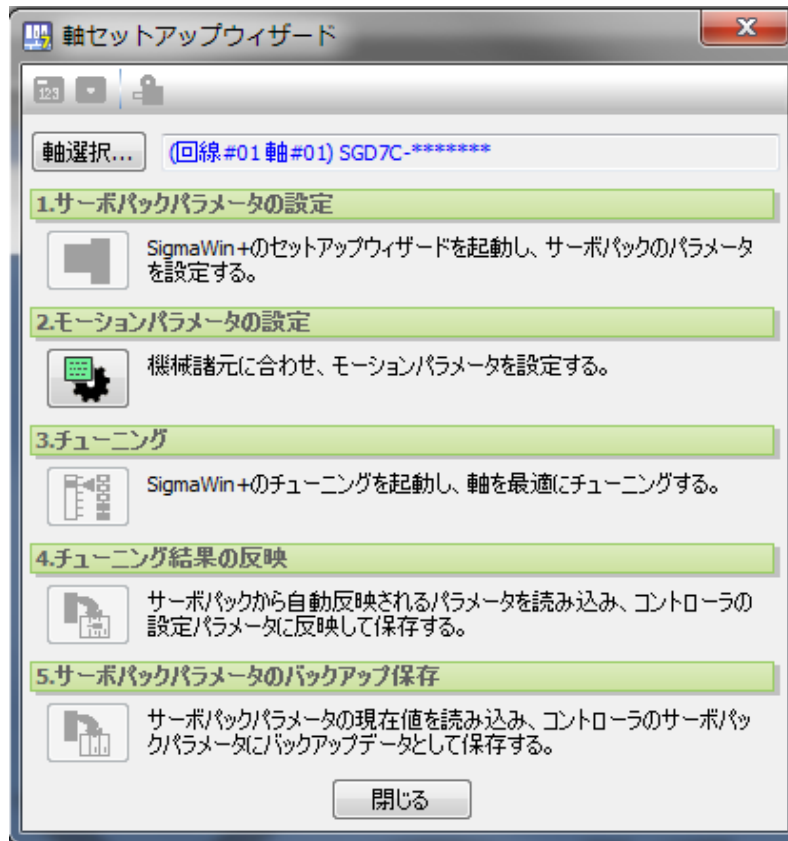 軸セットアップウィザード
123
軸選択... (回線#01 軸#01) SGD7C-*******
1.サーボパックパラメータの設定
SigmaWin+のセットアップウィザードを起動し、サーボパックのパラメータ
を設定する。
2.モーションパラメータの設定
機械諸元に合わせ、モーションパラメータを設定する。
3.チューニング
SigmaWin+のチューニングを起動し、軸を最適にチューニングする。
4.チューニング結果の反映
サーボパックから自動反映されるパラメータを読み込み、コントローラの
設定パラメータに反映して保存する。
5.サーボパックパラメータのバックアップ保存
サーボパックパラメータの現在値を読み込み、コントローラのサーボパッ
クパラメータにバックアップデータとして保存する。
閉じる